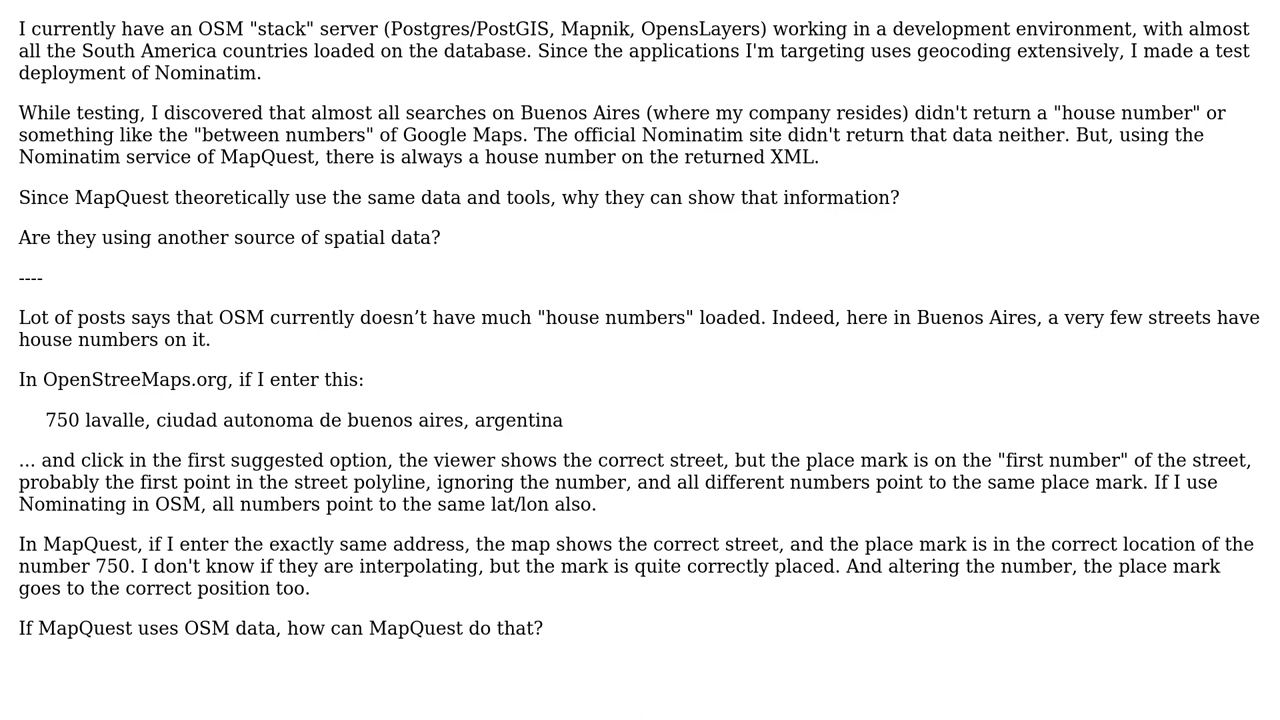 I currently have an OSM "stack" server (Postgres/PostGIS, Mapnik, OpensLayers) working in a development environment, with almost
all the South America countries loaded on the database. Since the applications I'm targeting uses geocoding extensively, I made a test
deployment of Nominatim.
While testing, I discovered that almost all searches on Buenos Aires (where my company resides) didn't return a "house number" or
something like the "between numbers" of Google Maps. The official Nominatim site didn't return that data neither. But, using the
Nominatim service of MapQuest, there is always a house number on the returned XML.
Since MapQuest theoretically use the same data and tools, why they can show that information?
Are they using another source of spatial data?
----
Lot of posts says that OSM currently doesn’t have much "house numbers" loaded. Indeed, here in Buenos Aires, a very few streets have
house numbers on it.
In OpenStreeMaps.org, if I enter this:
750 lavalle, ciudad autonoma de buenos aires, argentina
... and click in the first suggested option, the viewer shows the correct street, but the place mark is on the "first number" of the street,
probably the first point in the street polyline, ignoring the number, and all different numbers point to the same place mark. If I use
Nominating in OSM, all numbers point to the same lat/lon also.
In MapQuest, if I enter the exactly same address, the map shows the correct street, and the place mark is in the correct location of the
number 750. I don't know if they are interpolating, but the mark is quite correctly placed. And altering the number, the place mark
goes to the correct position too.
If MapQuest uses OSM data, how can MapQuest do that?